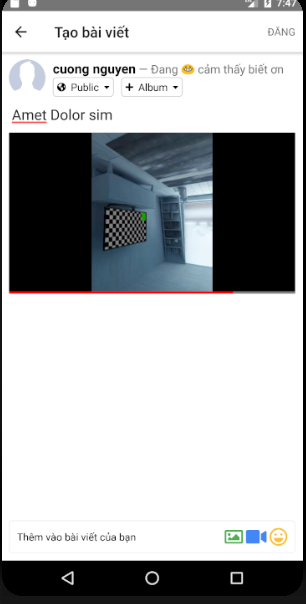 7:47
Tạo bài viết
ĐĂNG
cuong nguyen — Đang 😁 cảm thấy biết ơn
Public
+ Album
Amet Dolor sim
Thêm vào bài viết của bạn